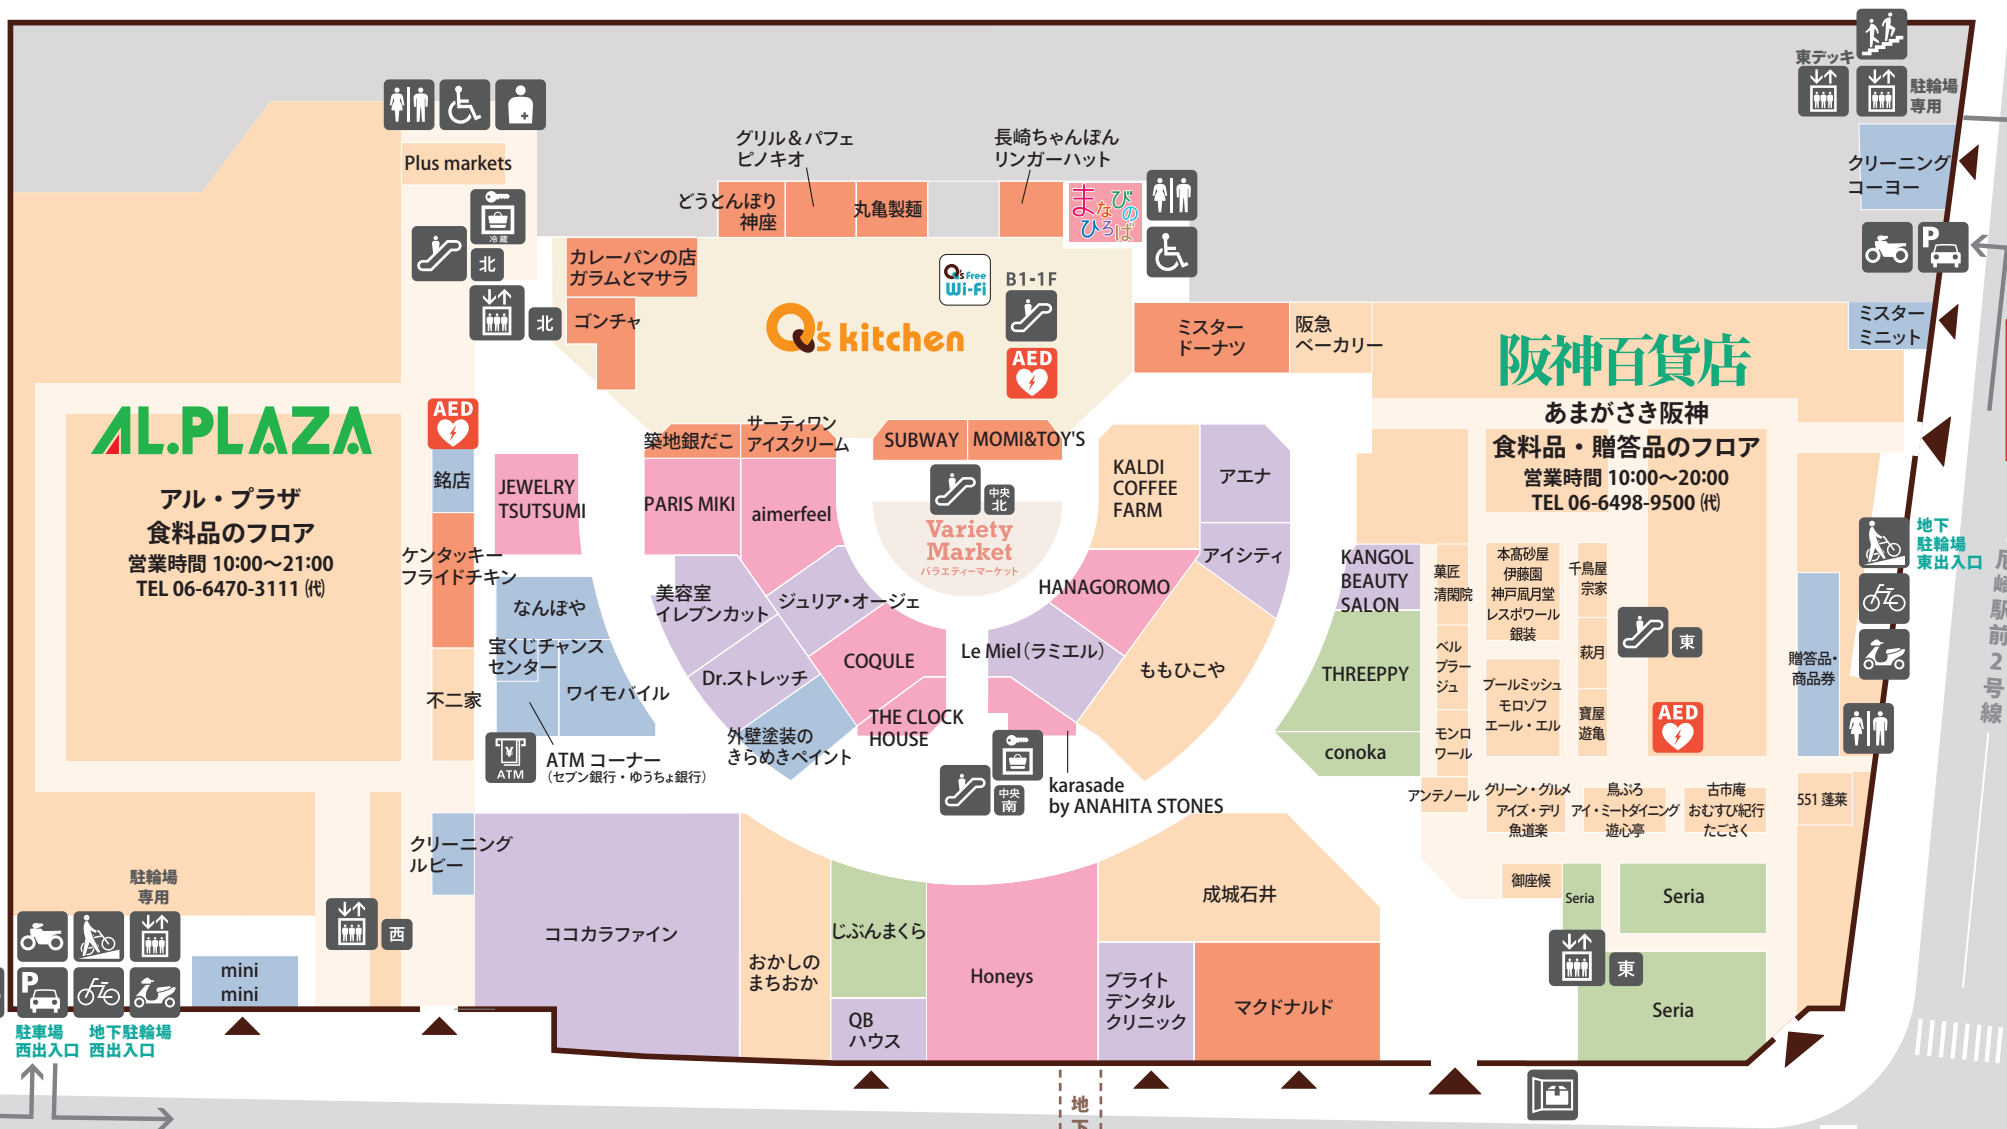 東デッキ
駐輪場
専用
クリーニング
コーヨー
P
ミスター
ミニット
Plus markets
冷蔵
北
北
グリル＆パフェ
ピノキオ
長崎ちゃんぽん
リンガーハット
どうとんぼり
神座
丸亀製麺
まなびの
ひろば
カレーパンの店
ガラムとマサラ
ゴンチャ
Q's Free
Wi-Fi
B1-1F
AED
Q's kitchen
ミスター
ドーナツ
阪急
ベーカリー
阪神百貨店
あまがさき阪神
食料品・贈答品のフロア
営業時間 10:00〜20:00
TEL 06-6498-9500 ㈹
AL.PLAZA
アル・プラザ
食料品のフロア
営業時間 10:00〜21:00
TEL 06-6470-3111 ㈹
AED
銘店
ケンタッキー
フライドチキン
不二家
クリーニング
ルビー
JEWELRY
TSUTSUMI
なんぼや
宝くじチャンス
センター
ワイモバイル
ATM
ATM コーナー
（セブン銀行・ゆうちょ銀行）
築地銀だこ
サーティワン
アイスクリーム
SUBWAY
MOMI&TOY'S
PARIS MIKI
aimerfeel
中央
北
Variety
Market
バラエティーマーケット
美容室
イレブンカット
ジュリア・オージェ
Dr.ストレッチ
COQULE
外壁塗装の
きらめきペイント
THE CLOCK
HOUSE
KALDI
COFFEE
FARM
アエナ
アイシティ
HANAGOROMO
Le Miel（ラミエル）
ももひこや
中央
南
karasade
by ANAHITA STONES
KANGOL
BEAUTY
SALON
THREEPPY
conoka
菓匠
清閑院
ベル
プラー
ジュ
モンロ
ワール
アンテノール
本髙砂屋
伊藤園
神戸凬月堂
レスポワール
銀装
ブールミッシュ
モロゾフ
エール・エル
千鳥屋
宗家
萩月
寶屋
遊亀
東
AED
贈答品・
商品券
地下
駐輪場
東出入口
尼崎駅前2号線
グリーン・グルメ
アイズ・デリ
魚道楽
鳥ぷろ
アイ・ミートダイニング
遊心亭
古市庵
おむすび紀行
たごさく
551 蓬莱
御座候
Seria
Seria
Seria
東
駐輪場
専用
P
駐車場
西出入口
地下駐輪場
西出入口
mini
mini
西
ココカラファイン
おかしの
まちおか
じぶんまくら
QB
ハウス
Honeys
成城石井
ブライト
デンタル
クリニック
マクドナルド
地
下